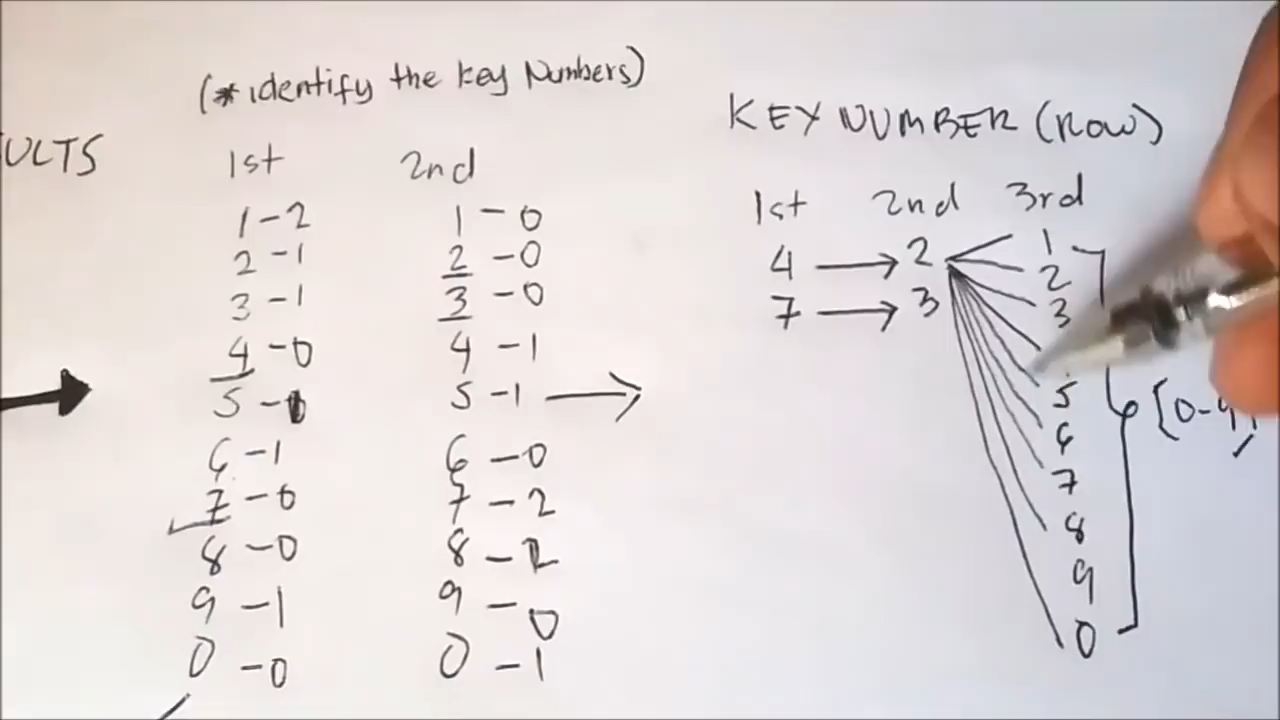 (*identify the key Numbers)
ULTS
1st 2nd
1-2 1-0
2-1 2-0
3-1 3-0
4-0 4-1
5- 5-1
6-1 6-0
7-0 7-2
8-0 8-
9-1 9-0
0-0 0-1
KEY NUMBER (ROW)
1st 2nd 3rd
4 2 1
7 3 2
3
5
6
7
8
9
0
[0-9]